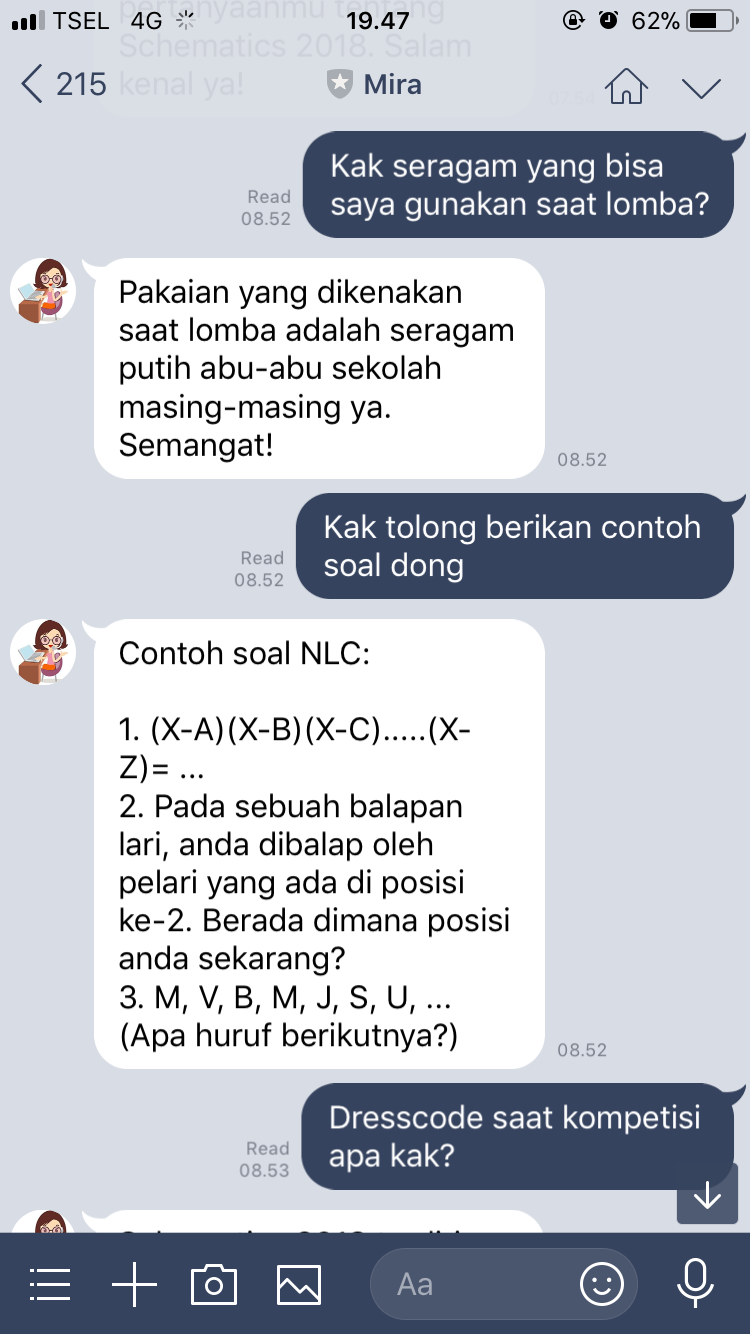 TSEL 4G 19.47 62%
pertanyaanmu tentang
Schematics 2018. Salam
kenal ya!
07.54
215 Mira
Kak seragam yang bisa
saya gunakan saat lomba?
Read
08.52
Pakaian yang dikenakan
saat lomba adalah seragam
putih abu-abu sekolah
masing-masing ya.
Semangat!
08.52
Kak tolong berikan contoh
soal dong
Read
08.52
Contoh soal NLC:
1. (X-A)(X-B)(X-C).....(X-
Z)= ...
2. Pada sebuah balapan
lari, anda dibalap oleh
pelari yang ada di posisi
ke-2. Berada dimana posisi
anda sekarang?
3. M, V, B, M, J, S, U, ...
(Apa huruf berikutnya?)
08.52
Dresscode saat kompetisi
apa kak?
Read
08.53
Aa